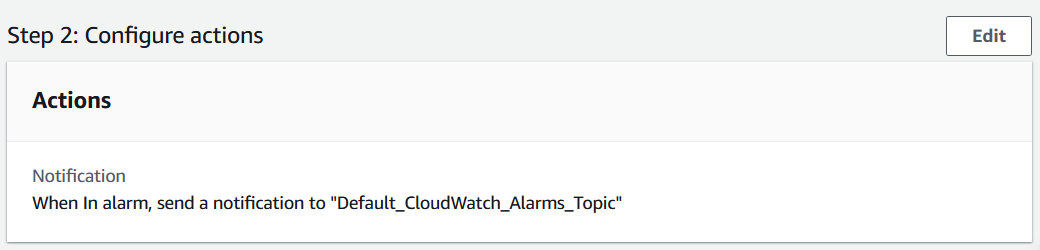 Step 2: Configure actions
Edit
Actions
Notification
When In alarm, send a notification to "Default_CloudWatch_Alarms_Topic"